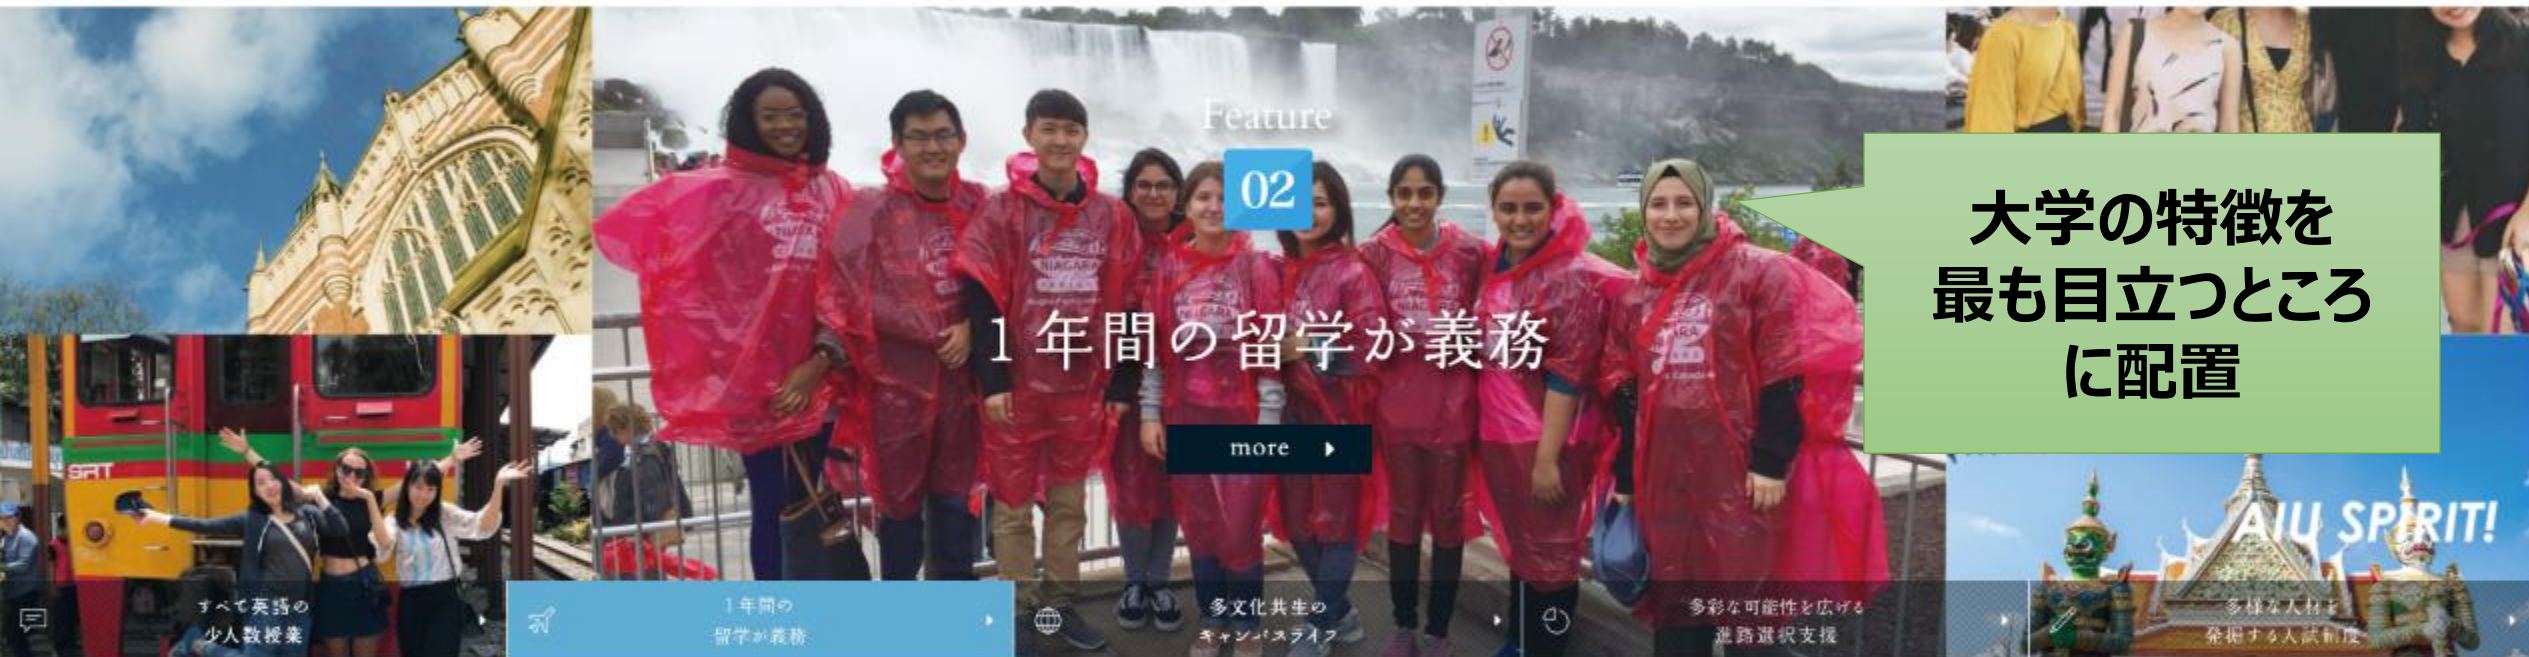 Feature
02
1年間の留学が義務
more
大学の特徴を
最も目立つところ
に配置
NIAGARA
SRT
AIU SPIRIT!
すべて英語の
少人数授業
1年間の
留学が義務
多文化共生の
キャンパスライフ
多彩な可能性を広げる
進路選択支援
多様な人材を
発掘する入試制度